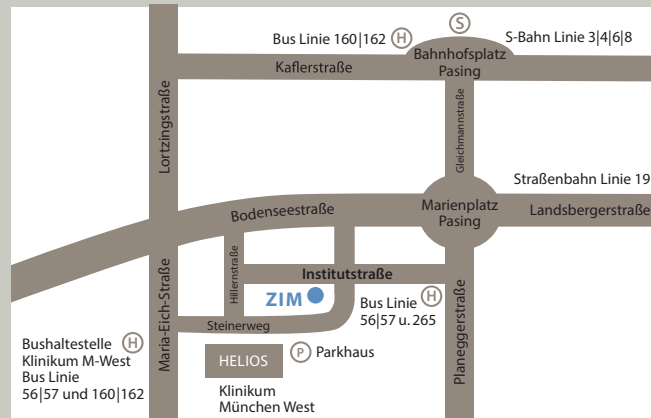 S
Bus Linie 160|162 H
S-Bahn Linie 3|4|6|8
Bahnhofsplatz
Pasing
Kaflerstraße
Lortzingstraße
Gleichmannstraße
Straßenbahn Linie 19
Marienplatz
Pasing
Bodenseestraße
Landsbergerstraße
Hillernstraße
Institutstraße
ZIM
Bus Linie H
56|57 u. 265
Maria-Eich-Straße
Planeggerstraße
Steinerweg
Bushaltestelle H
Klinikum M-West
Bus Linie
56|57 und 160|162
HELIOS
P Parkhaus
Klinikum
München West